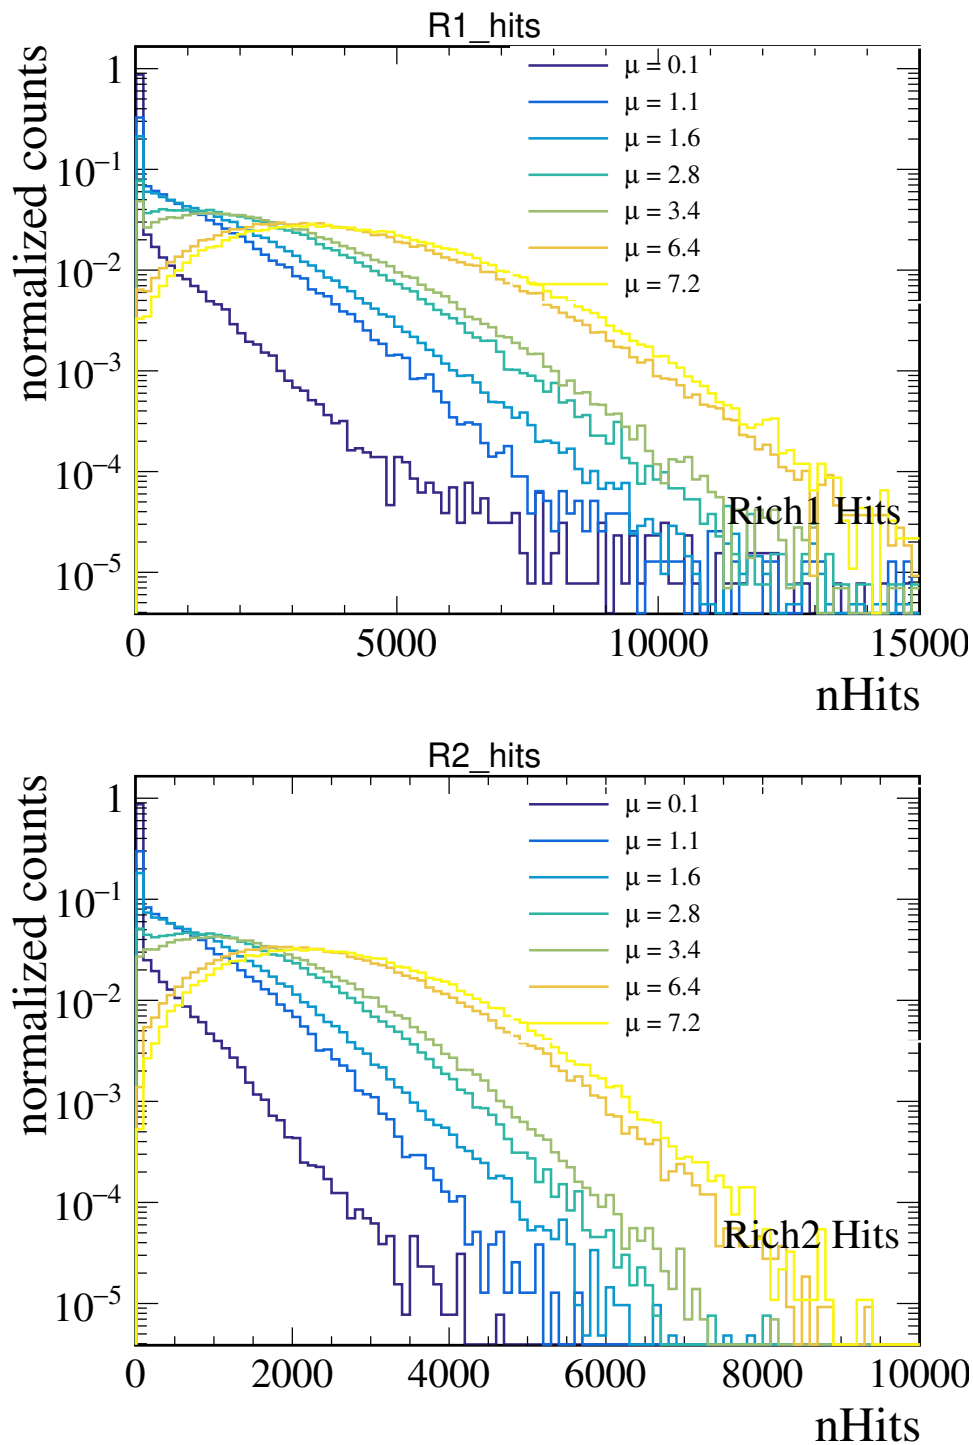 R1_hits
normalized counts
1
10−1
10−2
10−3
10−4
10−5
μ = 0.1
μ = 1.1
μ = 1.6
μ = 2.8
μ = 3.4
μ = 6.4
μ = 7.2
Rich1 Hits
0 5000 10000 15000
nHits
R2_hits
normalized counts
1
10−1
10−2
10−3
10−4
10−5
μ = 0.1
μ = 1.1
μ = 1.6
μ = 2.8
μ = 3.4
μ = 6.4
μ = 7.2
Rich2 Hits
0 2000 4000 6000 8000 10000
nHits